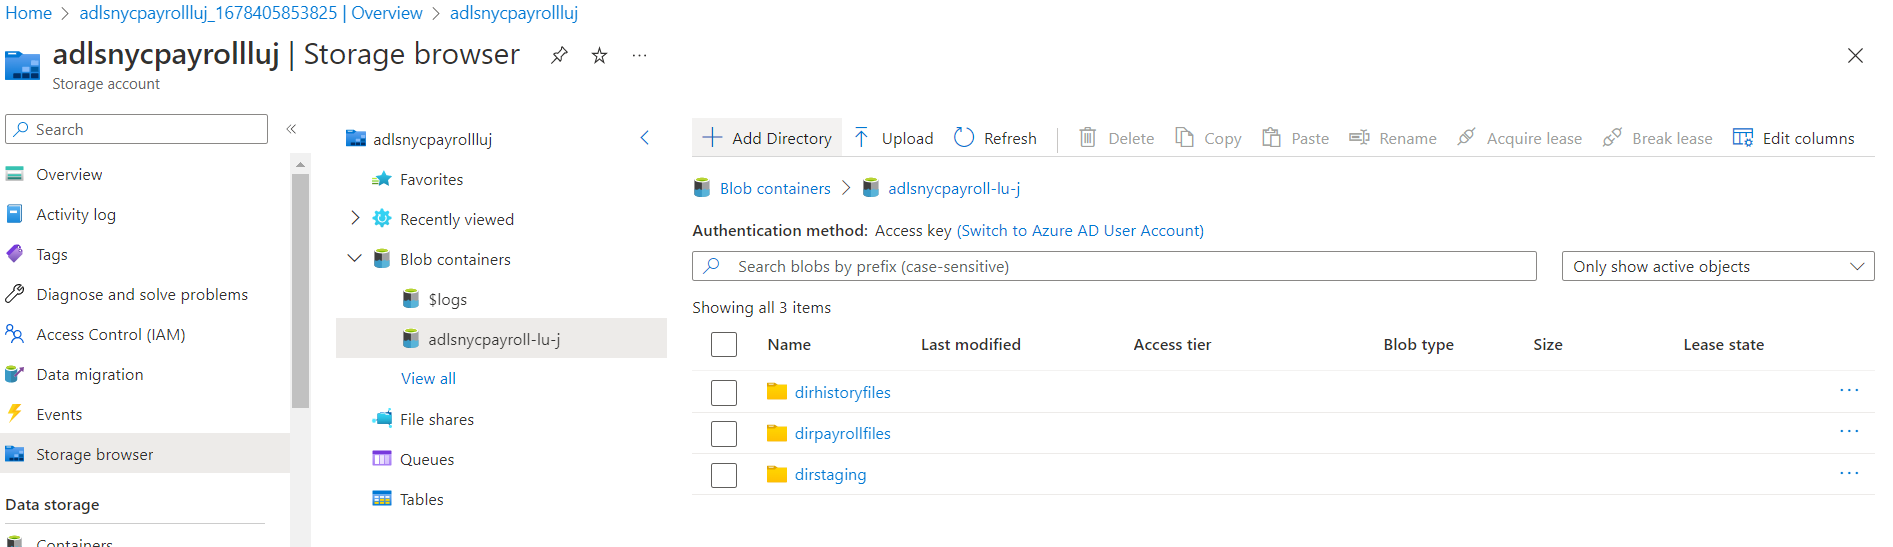 Home > adlsnycpayrollluj_1678405853825 | Overview > adlsnycpayrollluj
adlsnycpayrollluj | Storage browser
Storage account
Search
Overview
Activity log
Tags
Diagnose and solve problems
Access Control (IAM)
Data migration
Events
Storage browser
Data storage
Containers
adlsnycpayrollluj
Favorites
Recently viewed
Blob containers
$logs
adlsnycpayroll-lu-j
View all
File shares
Queues
Tables
Add Directory Upload Refresh Delete Copy Paste Rename Acquire lease Break lease Edit columns
Blob containers > adlsnycpayroll-lu-j
Authentication method: Access key (Switch to Azure AD User Account)
Search blobs by prefix (case-sensitive) Only show active objects
Showing all 3 items
Name Last modified Access tier Blob type Size Lease state
dirhistoryfiles
dirpayrollfiles
dirstaging